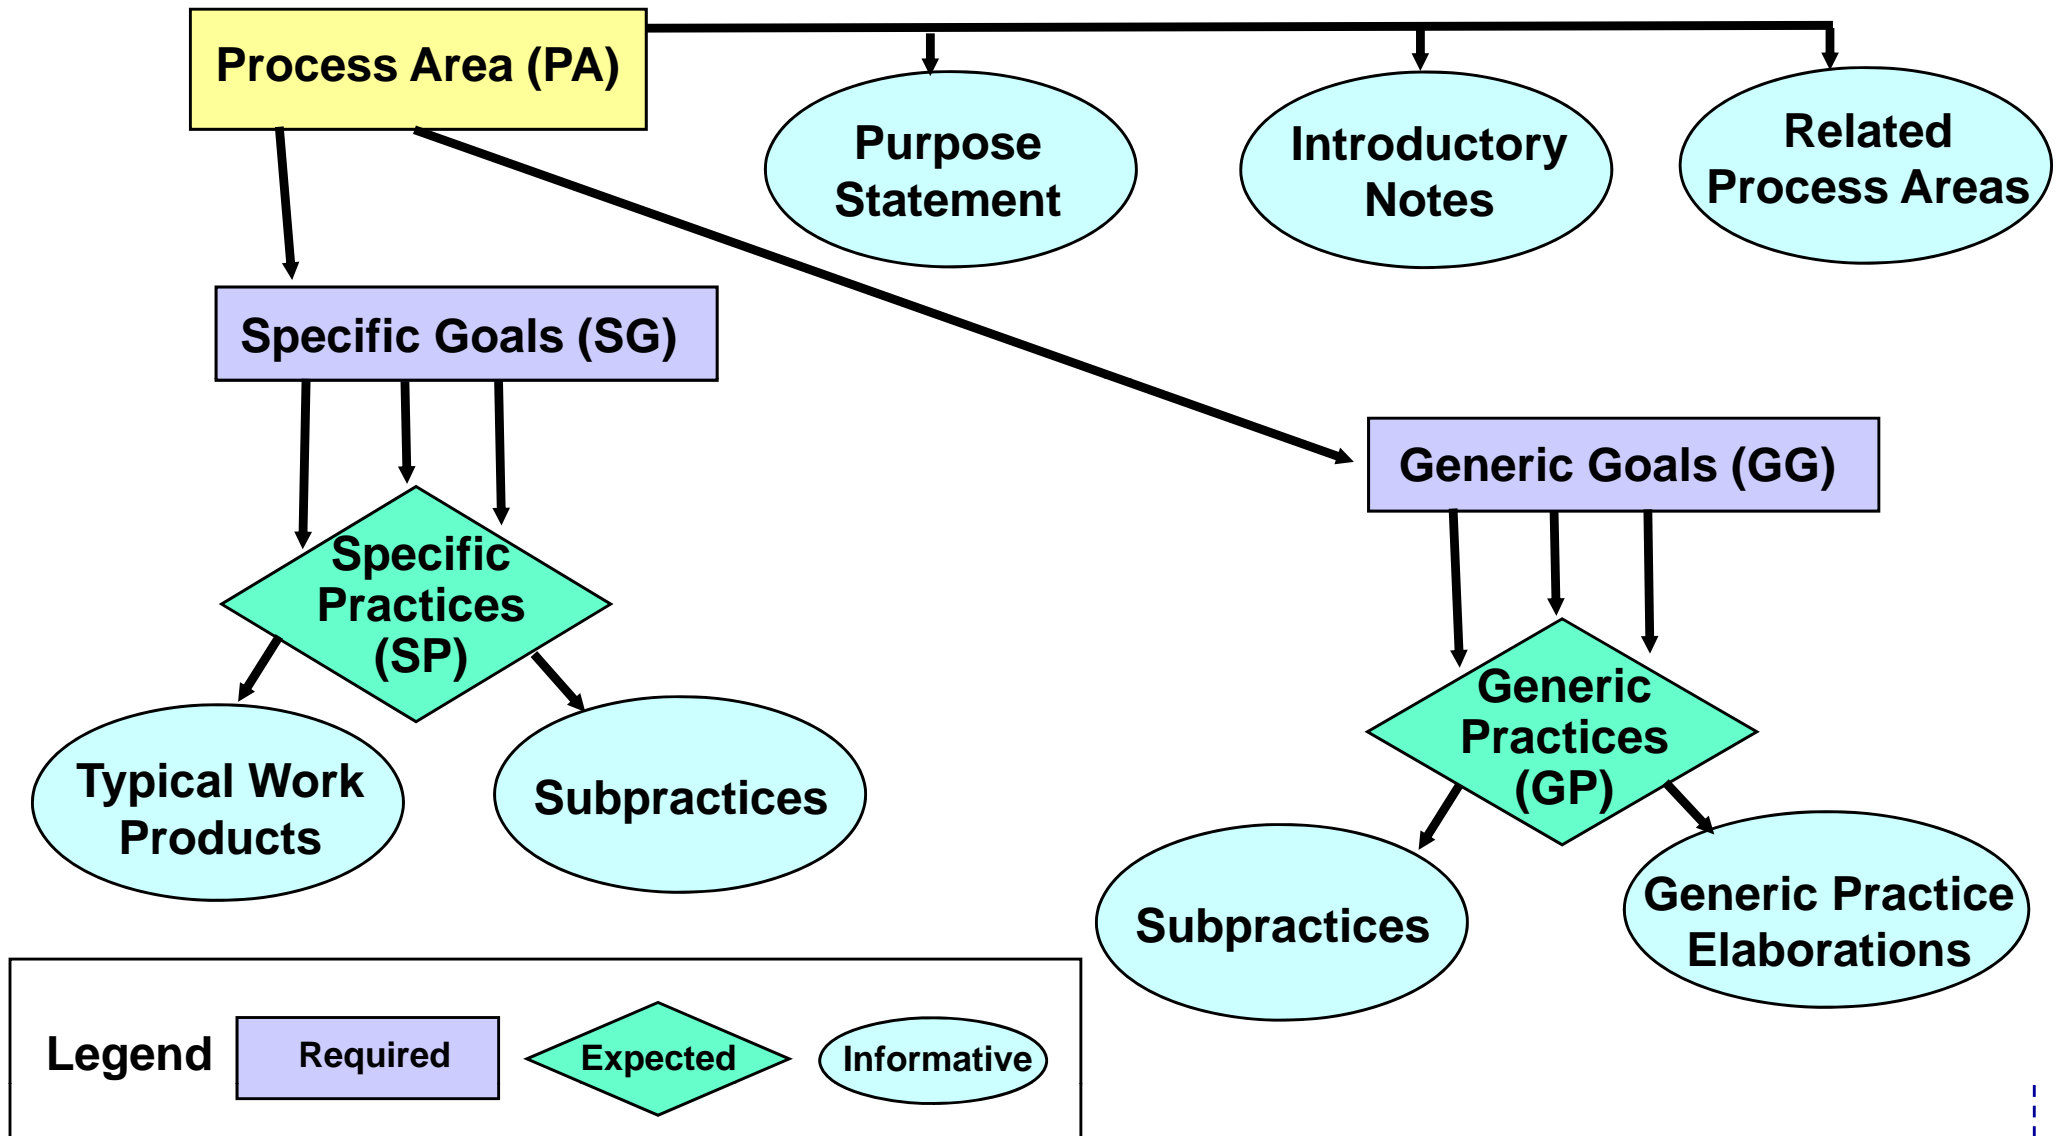 Process Area (PA)
Purpose
Statement
Introductory
Notes
Related
Process Areas
Specific Goals (SG)
Generic Goals (GG)
Specific
Practices
(SP)
Generic
Practices
(GP)
Typical Work
Products
Subpractices
Subpractices
Generic Practice
Elaborations
Legend
Required
Expected
Informative